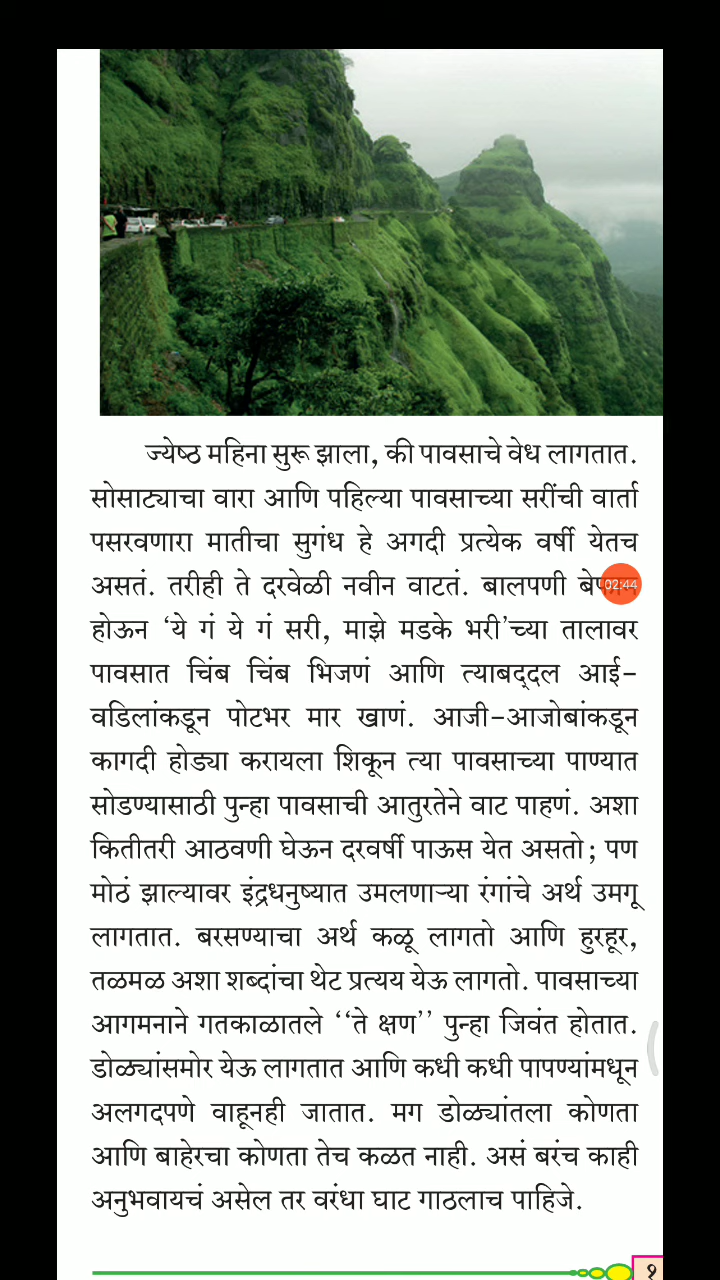 ज्येष्ठ महिना सुरू झाला, की पावसाचे वेध लागतात.
सोसाट्याचा वारा आणि पहिल्या पावसाच्या सरींची वार्ता
पसरवणारा मातीचा सुगंध हे अगदी प्रत्येक वर्षी येतच
असतं. तरीही ते दरवेळी नवीन वाटतं. बालपणी
02:44
होऊन ‘ये गं ये गं सरी, माझे मडके भरी’च्या तालावर
पावसात चिंब चिंब भिजणं आणि त्याबद्दल आई-
वडिलांकडून पोटभर मार खाणं. आजी-आजोबांकडून
कागदी होड्या करायला शिकून त्या पावसाच्या पाण्यात
सोडण्यासाठी पुन्हा पावसाची आतुरतेने वाट पाहणं. अशा
कितीतरी आठवणी घेऊन दरवर्षी पाऊस येत असतो; पण
मोठं झाल्यावर इंद्रधनुष्यात उमलणाऱ्या रंगांचे अर्थ उमगू
लागतात. बरसण्याचा अर्थ कळू लागतो आणि हुरहूर,
तळमळ अशा शब्दांचा थेट प्रत्यय येऊ लागतो. पावसाच्या
आगमनाने गतकाळातले ‘‘ते क्षण’’ पुन्हा जिवंत होतात.
डोळ्यांसमोर येऊ लागतात आणि कधी कधी पापण्यांमधून
अलगदपणे वाहूनही जातात. मग डोळ्यांतला कोणता
आणि बाहेरचा कोणता तेच कळत नाही. असं बरंच काही
अनुभवायचं असेल तर वरंधा घाट गाठलाच पाहिजे.
१